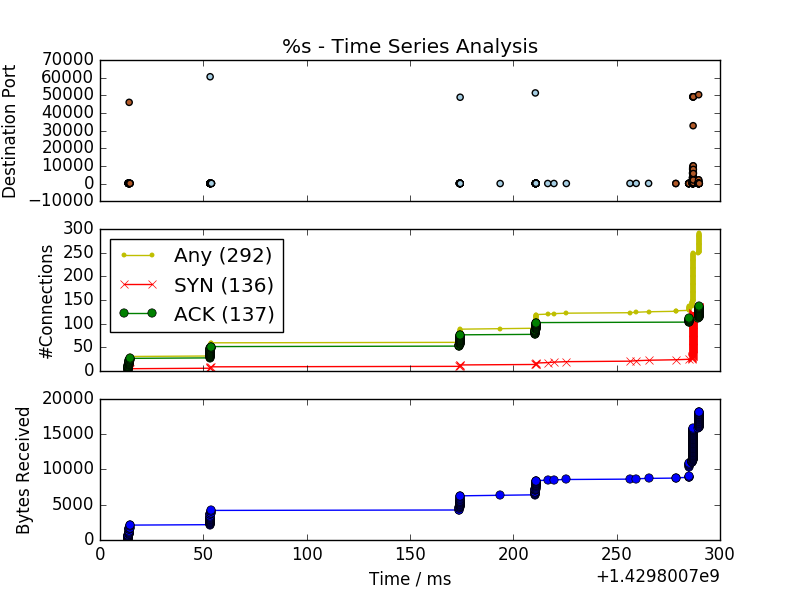 %s - Time Series Analysis
70000
60000
50000
40000
30000
20000
10000
0
−10000
Destination Port
300
250
200
150
100
50
0
#Connections
Any (292)
SYN (136)
ACK (137)
20000
15000
10000
5000
0
Bytes Received
0 50 100 150 200 250 300
Time / ms
+1.4298007e9